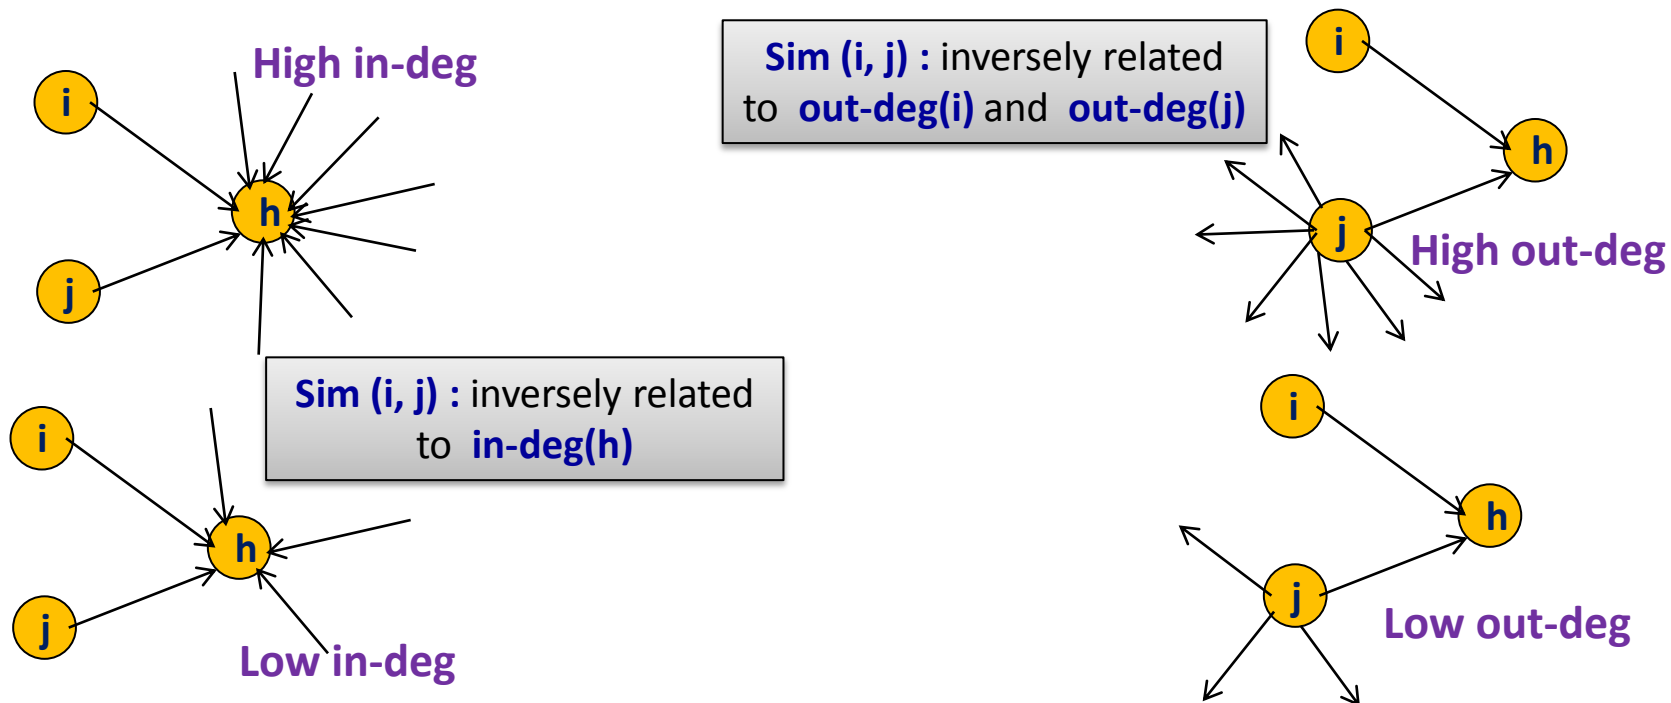 High in-deg
i
h
j
Sim (i, j) : inversely related
to in-deg(h)
i
h
j
Low in-deg
Sim (i, j) : inversely related
to out-deg(i) and out-deg(j)
i
h
j
High out-deg
i
h
j
Low out-deg